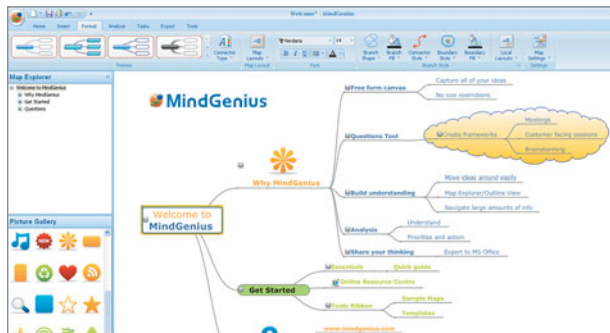 Welcome* - MindGenius
Home Insert Format Analysis Tasks Export Tools
Connector Type
Map Layouts
Verdana 14
B I U
Branch Shape
Branch Fill
Connector Style
Boundary Style
Boundary Fill
Local Layouts
Map Settings
Themes Map Layout Font Branch Style Settings
Map Explorer
Welcome to MindGenius
Why MindGenius
Get Started
Questions
Picture Gallery
NEW
MindGenius
Welcome to
MindGenius
Why MindGenius
Free form canvas
Capture all of your ideas
No size restrictions
Questions Tool
Create frameworks
Meetings
Customer facing sessions
Brainstorming
Build understanding
Move ideas around easily
Map Explorer/Outline View
Navigate large amounts of info
Analysis
Understand
Prioritise and action
Share your thinking
Export to MS Office
Get Started
Essentials
Quick guide
Online Resource Centre
Tools Ribbon
Sample Maps
Templates
www.mindgenius.com